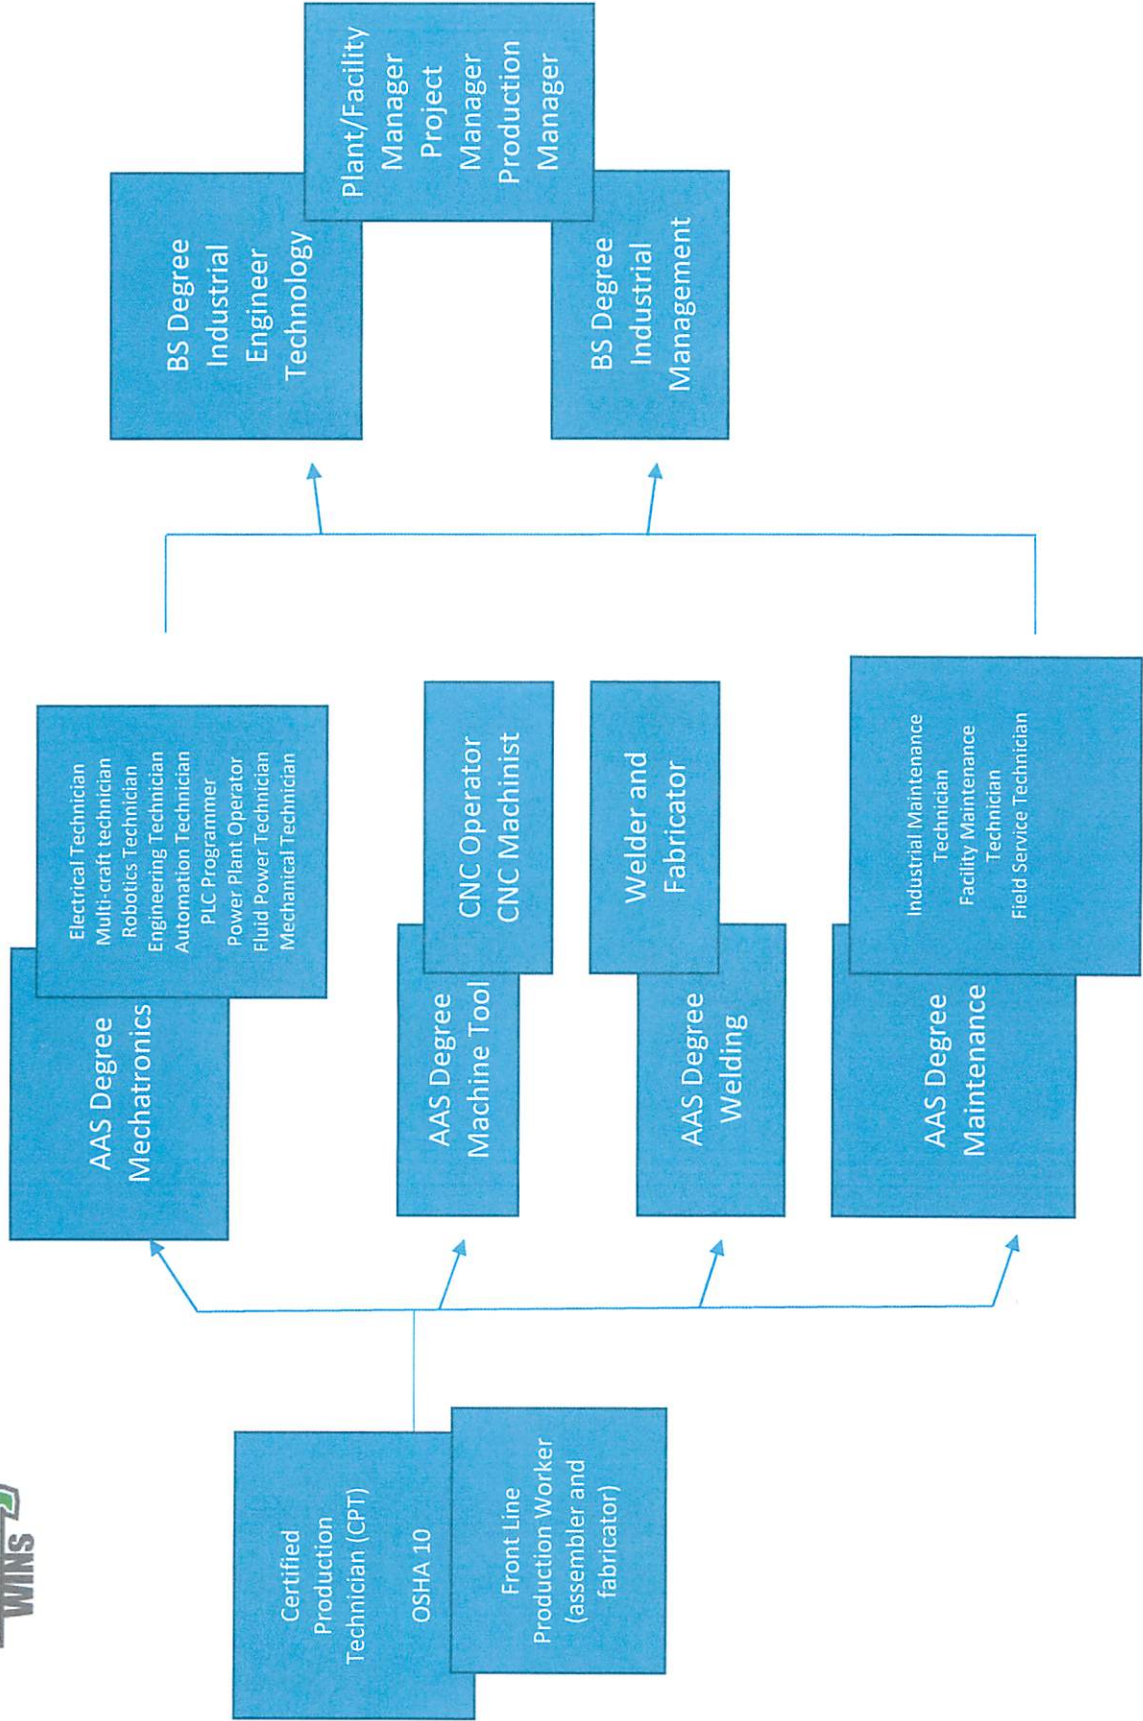 WINs
Certified
Production
Technician (CPT)
OSHA 10
Front Line
Production Worker
(assembler and
fabricator)
AAS Degree
Mechatronics
Electrical Technician
Multi-craft technician
Robotics Technician
Engineering Technician
Automation Technician
PLC Programmer
Power Plant Operator
Fluid Power Technician
Mechanical Technician
AAS Degree
Machine Tool
CNC Operator
CNC Machinist
AAS Degree
Welding
Welder and
Fabricator
AAS Degree
Maintenance
Industrial Maintenance
Technician
Facility Maintenance
Technician
Field Service Technician
BS Degree
Industrial
Engineer
Technology
BS Degree
Industrial
Management
Plant/Facility
Manager
Project
Manager
Production
Manager